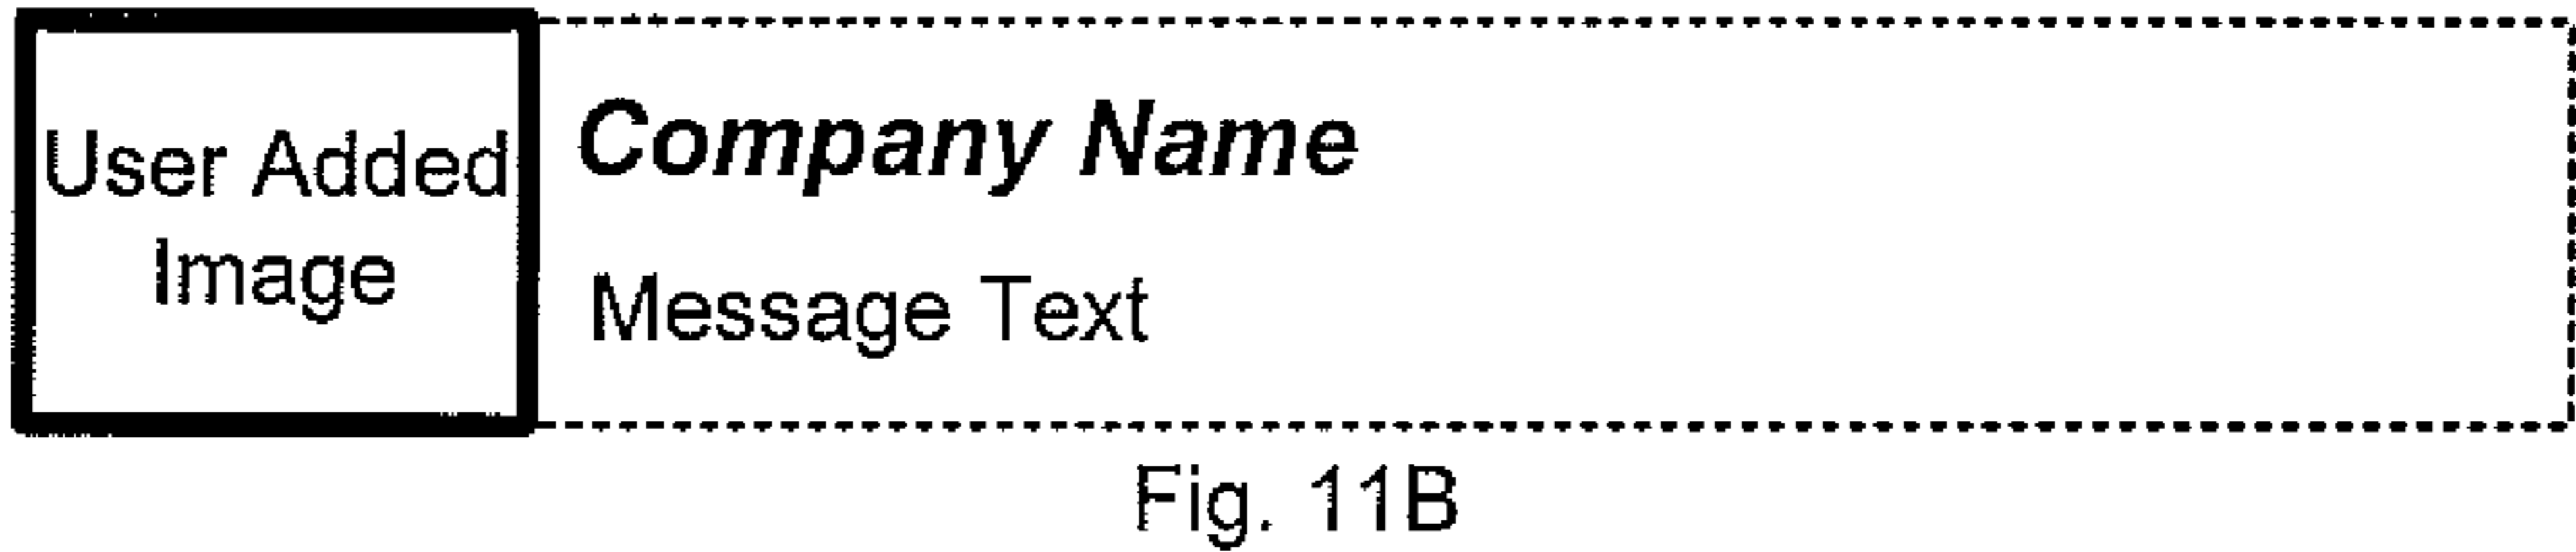 User Added
Image
Company Name
Message Text
Fig. 11B